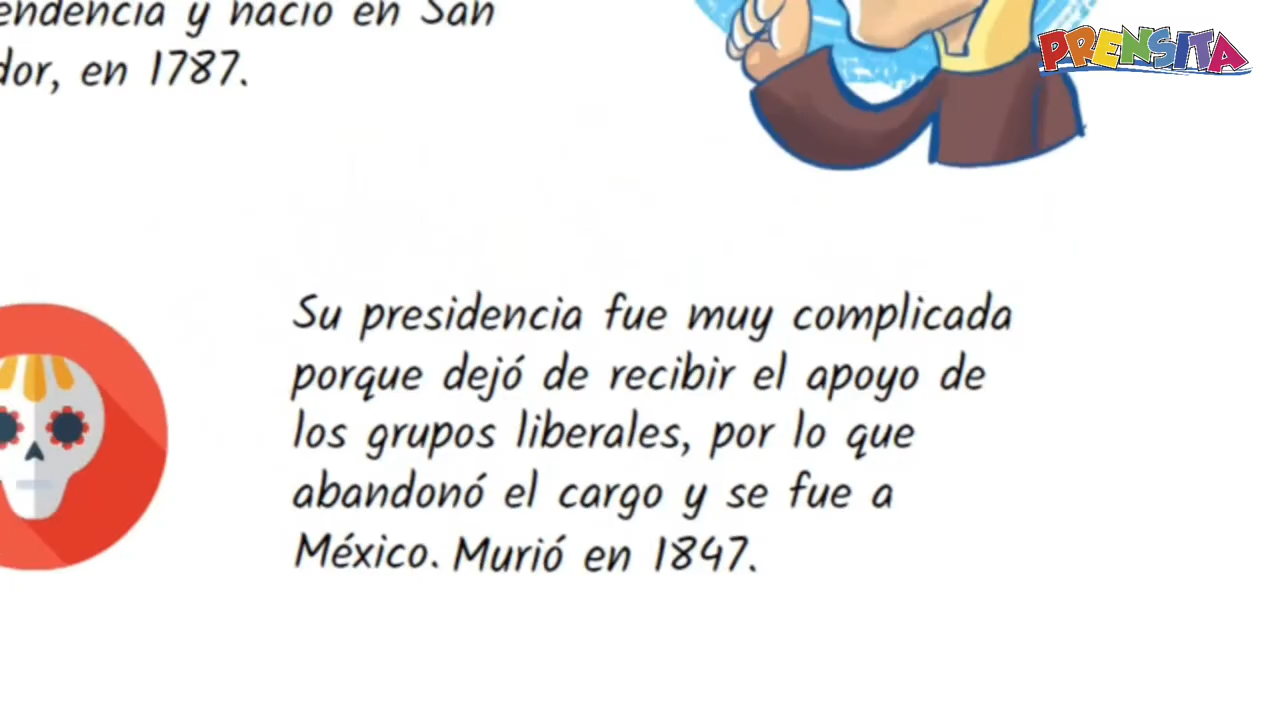 endencia y nació en San
dor, en 1787.
PRENSITA
Su presidencia fue muy complicada
porque dejó de recibir el apoyo de
los grupos liberales, por lo que
abandonó el cargo y se fue a
México. Murió en 1847.